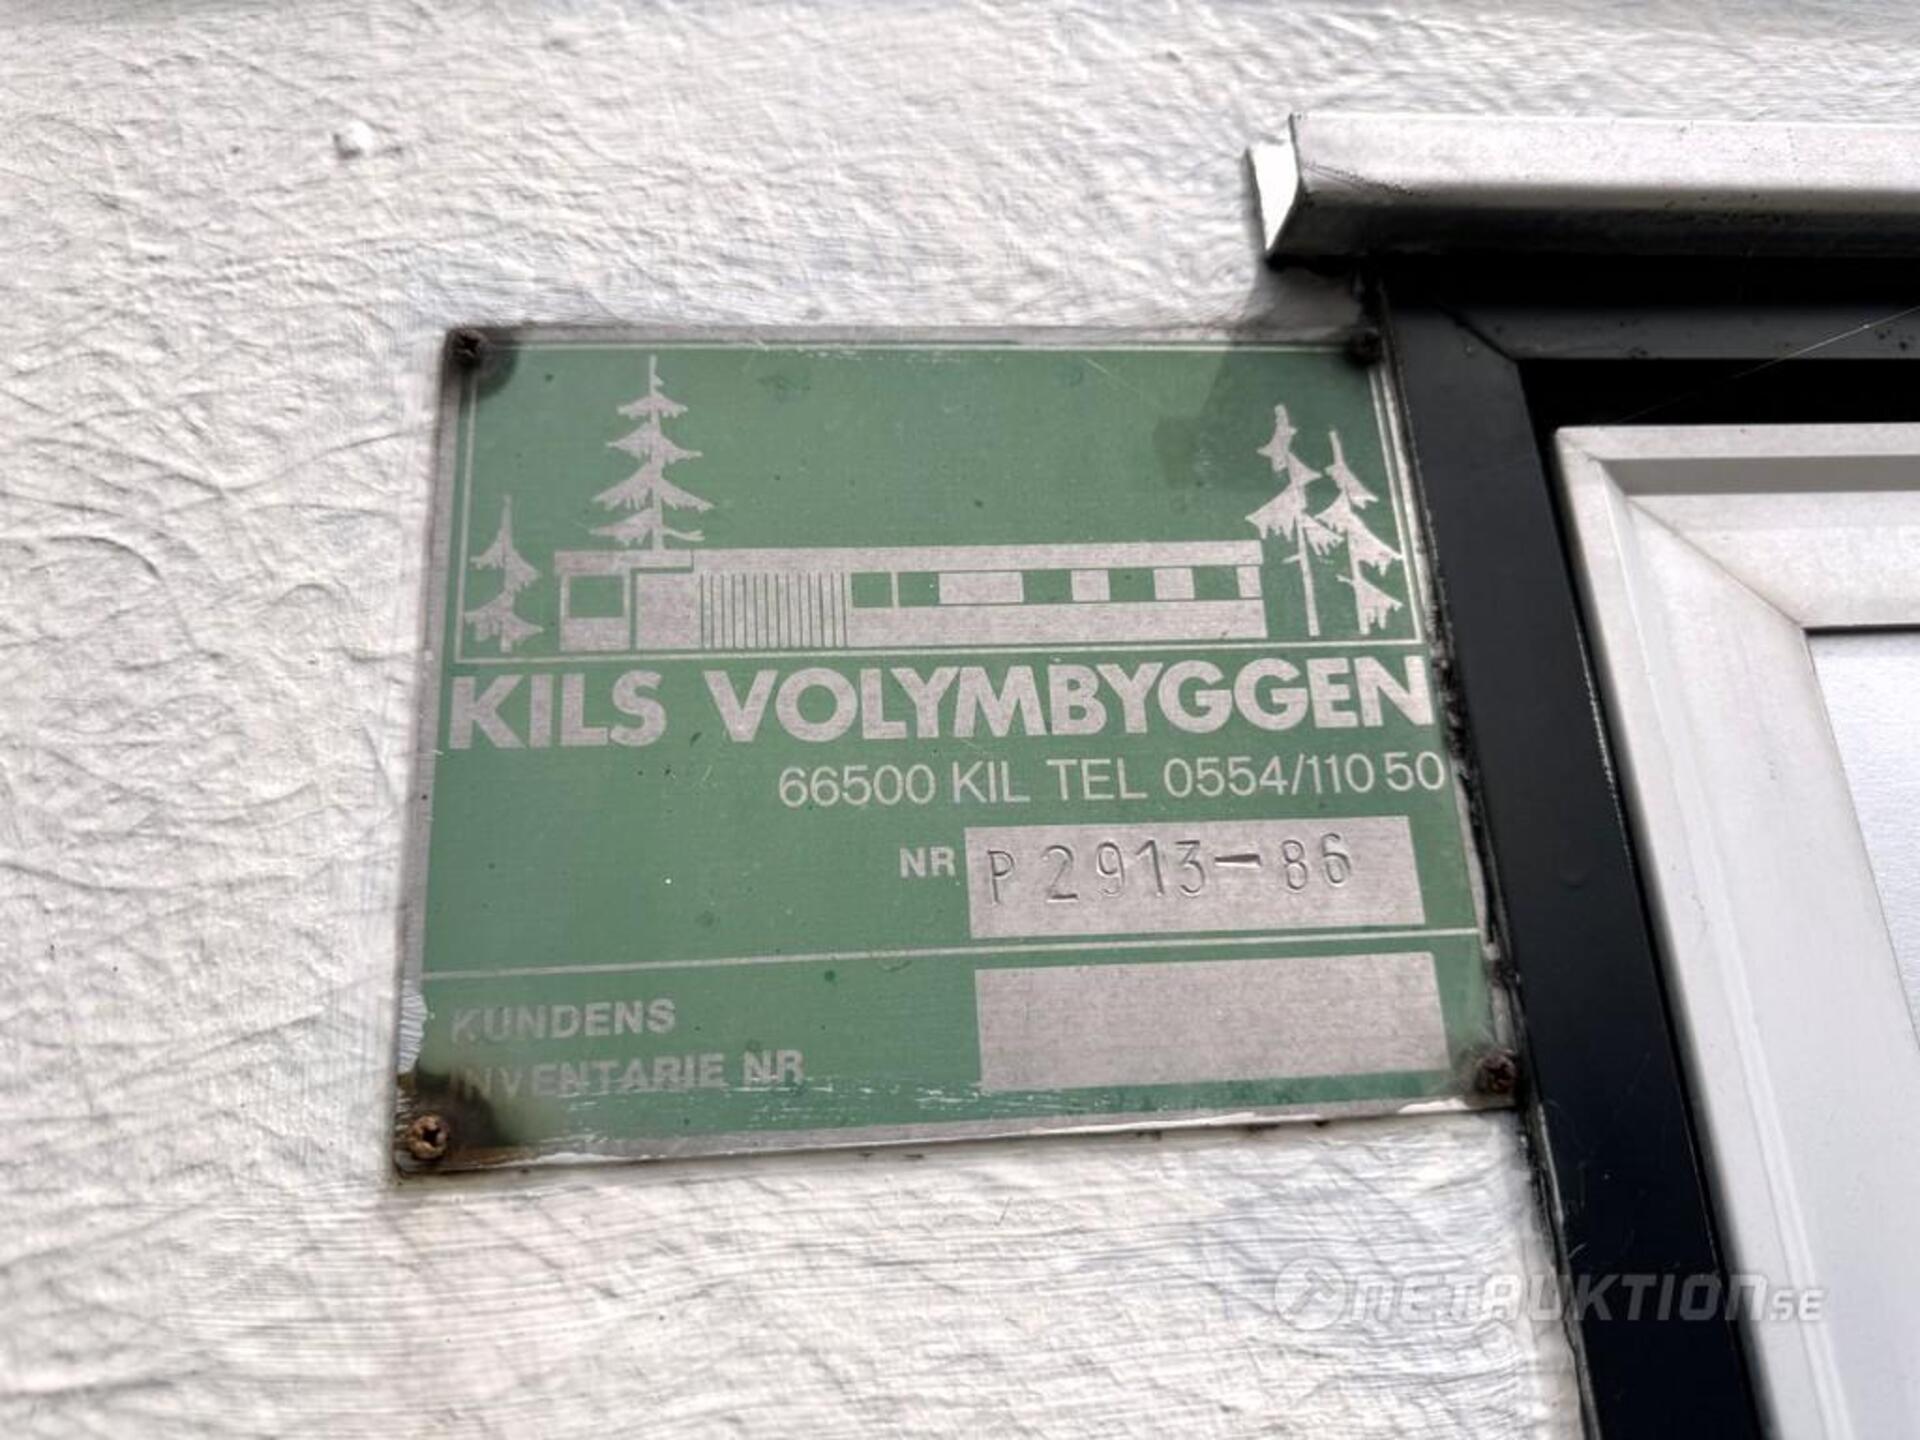 KILS VOLYMBYGGEN
66500 KIL TEL 0554/110 50
NR P 2913-86
KUNDENS
INVENTARIE NR
NETAUKTION.SE